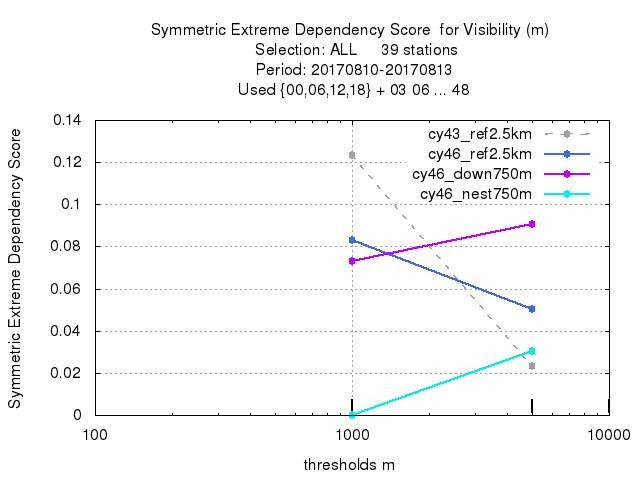 Symmetric Extreme Dependency Score  for Visibility (m)
Selection: ALL     39 stations
Period: 20170810-20170813
Used {00,06,12,18} + 03 06 ... 48
Symmetric Extreme Dependency Score
0.14
0.12
0.1
0.08
0.06
0.04
0.02
0
cy43_ref2.5km
cy46_ref2.5km
cy46_down750m
cy46_nest750m
100
1000
10000
thresholds m